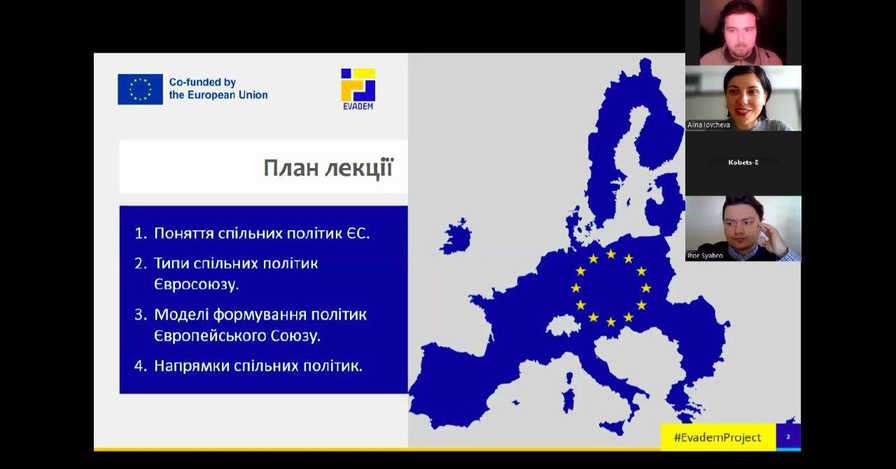 Co-funded by
the European Union
EVADEM
План лекції
1. Поняття спільних політик ЄС.
2. Типи спільних політик
Євросоюзу.
3. Моделі формування політик
Європейського Союзу.
4. Напрямки спільних політик.
Alina Iovcheva
Kobets-E
Ihor Syabro
#EvademProject
2